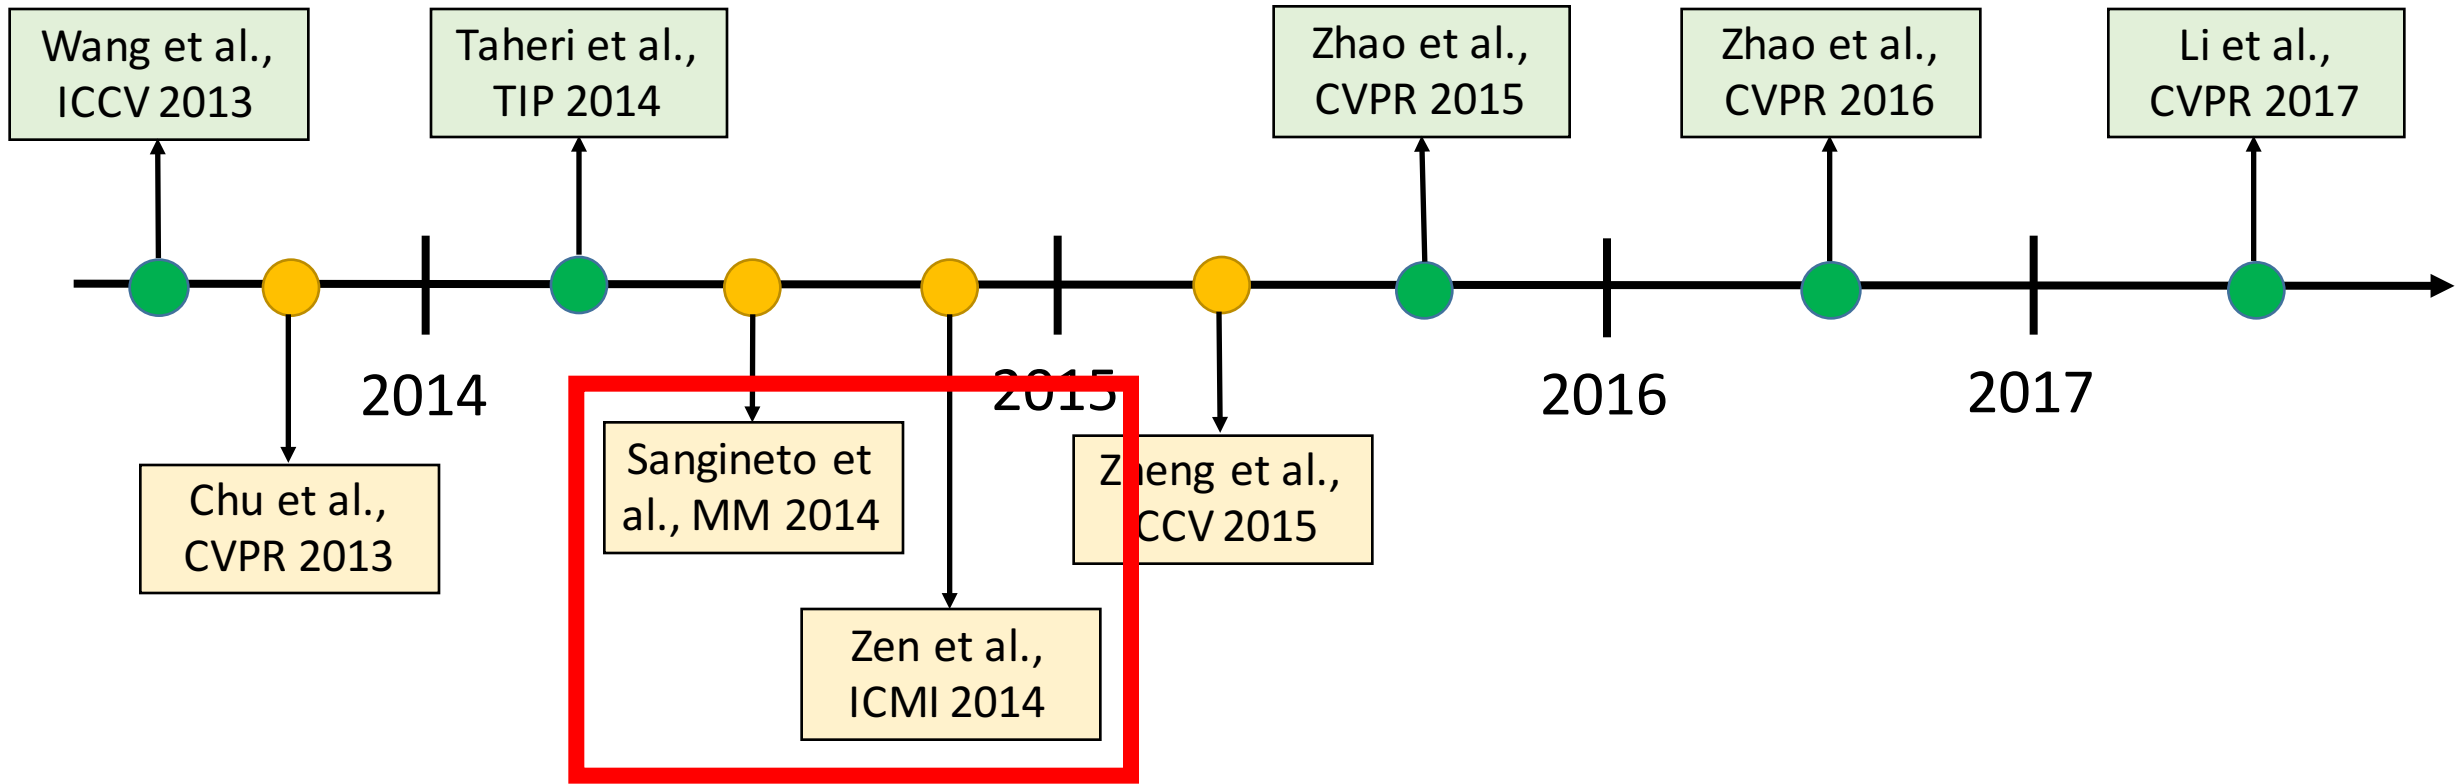 Wang et al.,
ICCV 2013
Taheri et al.,
TIP 2014
Zhao et al.,
CVPR 2015
Zhao et al.,
CVPR 2016
Li et al.,
CVPR 2017
2014
2015
2016
2017
Chu et al.,
CVPR 2013
Sangineto et
al., MM 2014
Zen et al.,
ICMI 2014
Zheng et al.,
CCV 2015